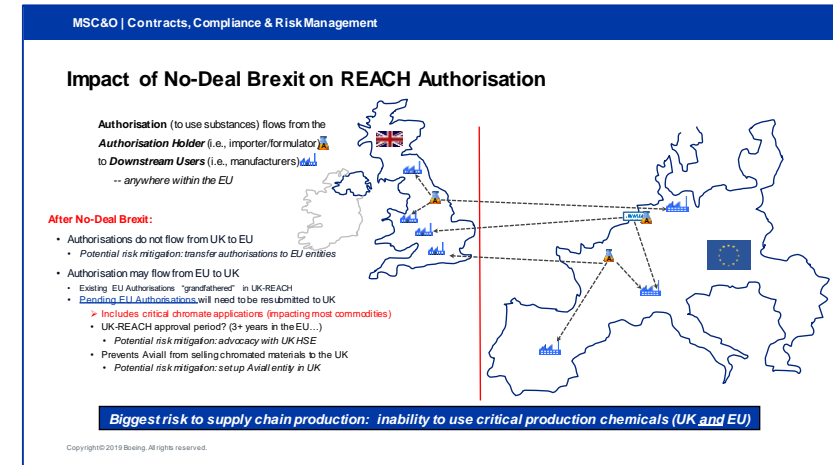 MSC&O | Contracts, Compliance & Risk Management
Impact of No-Deal Brexit on REACH Authorisation
Authorisation (to use substances) flows from the
Authorisation Holder (i.e., importer/formulator)
to Downstream Users (i.e., manufacturers)
-- anywhere within the EU
After No-Deal Brexit:
• Authorisations do not flow from UK to EU
• Potential risk mitigation: transfer authorisations to EU entities
• Authorisation may flow from EU to UK
• Existing EU Authorisations "grandfathered" in UK-REACH
• Pending EU Authorisations will need to be resubmitted to UK
➢ Includes critical chromate applications (impacting most commodities)
• UK-REACH approval period? (3+ years in the EU…)
• Potential risk mitigation: advocacy with UK HSE
• Prevents Aviall from selling chromated materials to the UK
• Potential risk mitigation: set up Aviall entity in UK
A
A
A
Biggest risk to supply chain production: inability to use critical production chemicals (UK and EU)
Copyright © 2019 Boeing. All rights reserved.